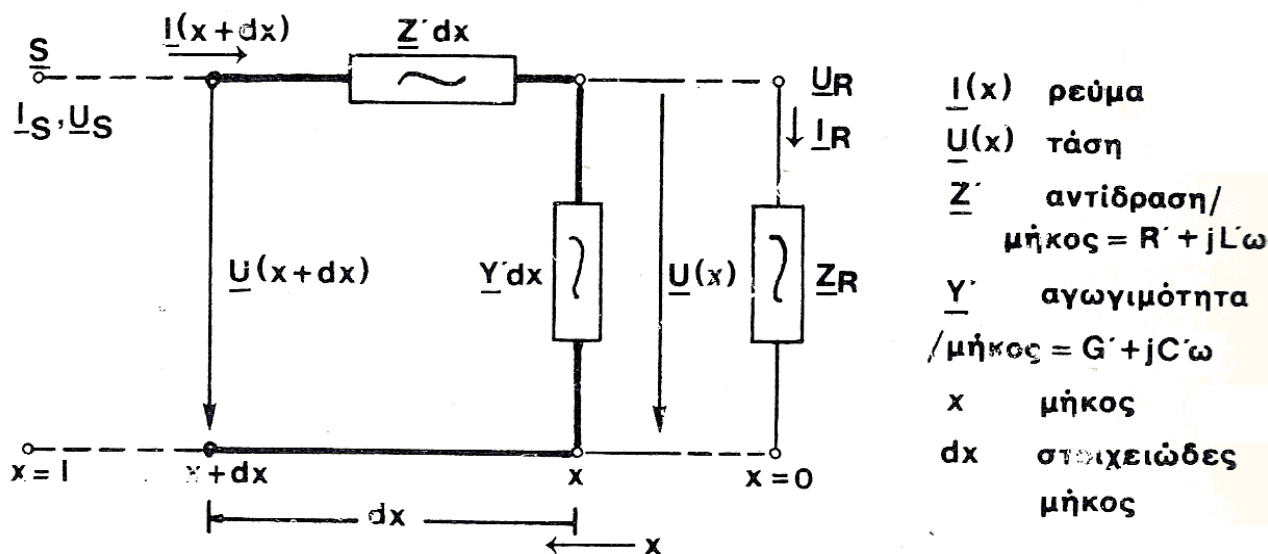 I(x+dx)
Z´dx
S
I_S, U_S
U_R
I_R
U(x+dx)
Y´dx
U(x)
Z_R
x=l
x+dx
x
x=0
dx
x
I(x) ρεύμα
U(x) τάση
Z´ αντίδραση/
μήκος = R´+jL´ω
Y´ αγωγιμότητα
/μήκος = G´+jC´ω
x μήκος
dx στοιχειώδες
μήκος